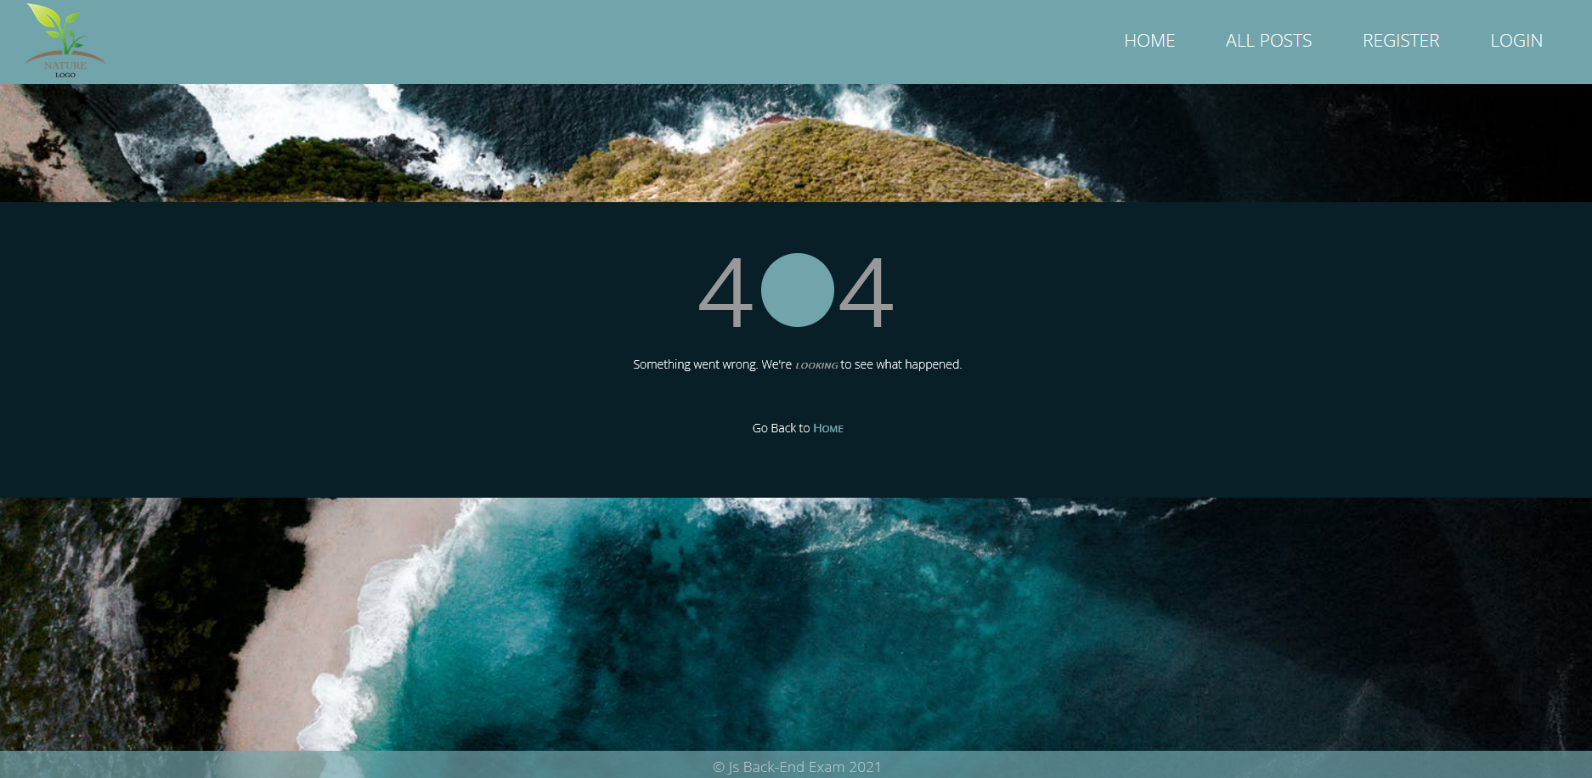 NATURE
LOGO
HOME ALL POSTS REGISTER LOGIN
4 4
Something went wrong. We're LOOKING to see what happened.
Go Back to HOME
© Js Back-End Exam 2021